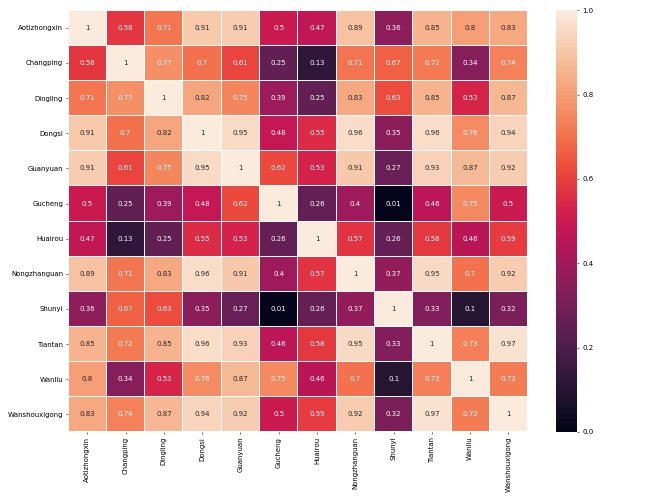 Aotizhongxin 1 0.58 0.71 0.91 0.91 0.5 0.47 0.89 0.36 0.85 0.8 0.83
Changping 0.58 1 0.77 0.7 0.61 0.25 0.13 0.71 0.67 0.72 0.34 0.74
Dingling 0.71 0.77 1 0.82 0.75 0.39 0.25 0.83 0.63 0.85 0.53 0.87
Dongsi 0.91 0.7 0.82 1 0.95 0.48 0.55 0.96 0.35 0.96 0.76 0.94
Guanyuan 0.91 0.61 0.75 0.95 1 0.62 0.53 0.91 0.27 0.93 0.87 0.92
Gucheng 0.5 0.25 0.39 0.48 0.62 1 0.26 0.4 0.01 0.46 0.75 0.5
Huairou 0.47 0.13 0.25 0.55 0.53 0.26 1 0.57 0.26 0.58 0.46 0.59
Nongzhanguan 0.89 0.71 0.83 0.96 0.91 0.4 0.57 1 0.37 0.95 0.7 0.92
Shunyi 0.36 0.67 0.63 0.35 0.27 0.01 0.26 0.37 1 0.33 0.1 0.32
Tiantan 0.85 0.72 0.85 0.96 0.93 0.46 0.58 0.95 0.33 1 0.73 0.97
Wanliu 0.8 0.34 0.53 0.76 0.87 0.75 0.46 0.7 0.1 0.73 1 0.73
Wanshouxigong 0.83 0.74 0.87 0.94 0.92 0.5 0.59 0.92 0.32 0.97 0.73 1
Aotizhongxin Changping Dingling Dongsi Guanyuan Gucheng Huairou Nongzhanguan Shunyi Tiantan Wanliu Wanshouxigong
1.0
0.8
0.6
0.4
0.2
0.0